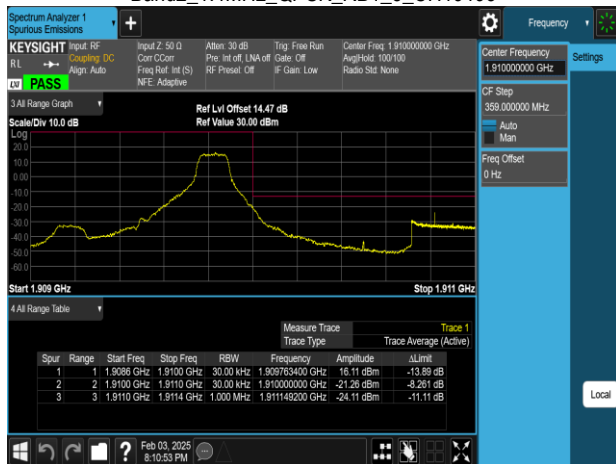 Spectrum Analyzer 1
Spurious Emissions
+
Frequency
KEYSIGHT
RL
Input: RF
Coupling: DC
Align: Auto
Input Z: 50 Ω
Corr CCorr
Freq Ref: Int (S)
NFE: Adaptive
Atten: 30 dB
Pre: Int off, LNA off
RF Preset: Off
Trig: Free Run
Gate: Off
IF Gain: Low
Center Freq: 1.910000000 GHz
Avg|Hold: 100/100
Radio Std: None
LXI PASS
Center Frequency
1.910000000 GHz
Settings
CF Step
359.000000 MHz
Auto
Man
Freq Offset
0 Hz
3 All Range Graph
Scale/Div 10.0 dB
Ref Lvl Offset 14.47 dB
Ref Value 30.00 dBm
Log
20.0
10.0
0.00
-10.0
-20.0
-30.0
-40.0
-50.0
-60.0
Start 1.909 GHz
Stop 1.911 GHz
4 All Range Table
Measure Trace Trace 1
Trace Type Trace Average (Active)
Spur Range Start Freq Stop Freq RBW Frequency Amplitude ΔLimit
1 1 1.9086 GHz 1.9100 GHz 30.00 kHz 1.909763400 GHz 16.11 dBm -13.89 dB
2 2 1.9100 GHz 1.9110 GHz 30.00 kHz 1.910000000 GHz -21.26 dBm -8.261 dB
3 3 1.9110 GHz 1.9114 GHz 1.000 MHz 1.911149200 GHz -24.11 dBm -11.11 dB
Local
?
Feb 03, 2025
8:10:53 PM